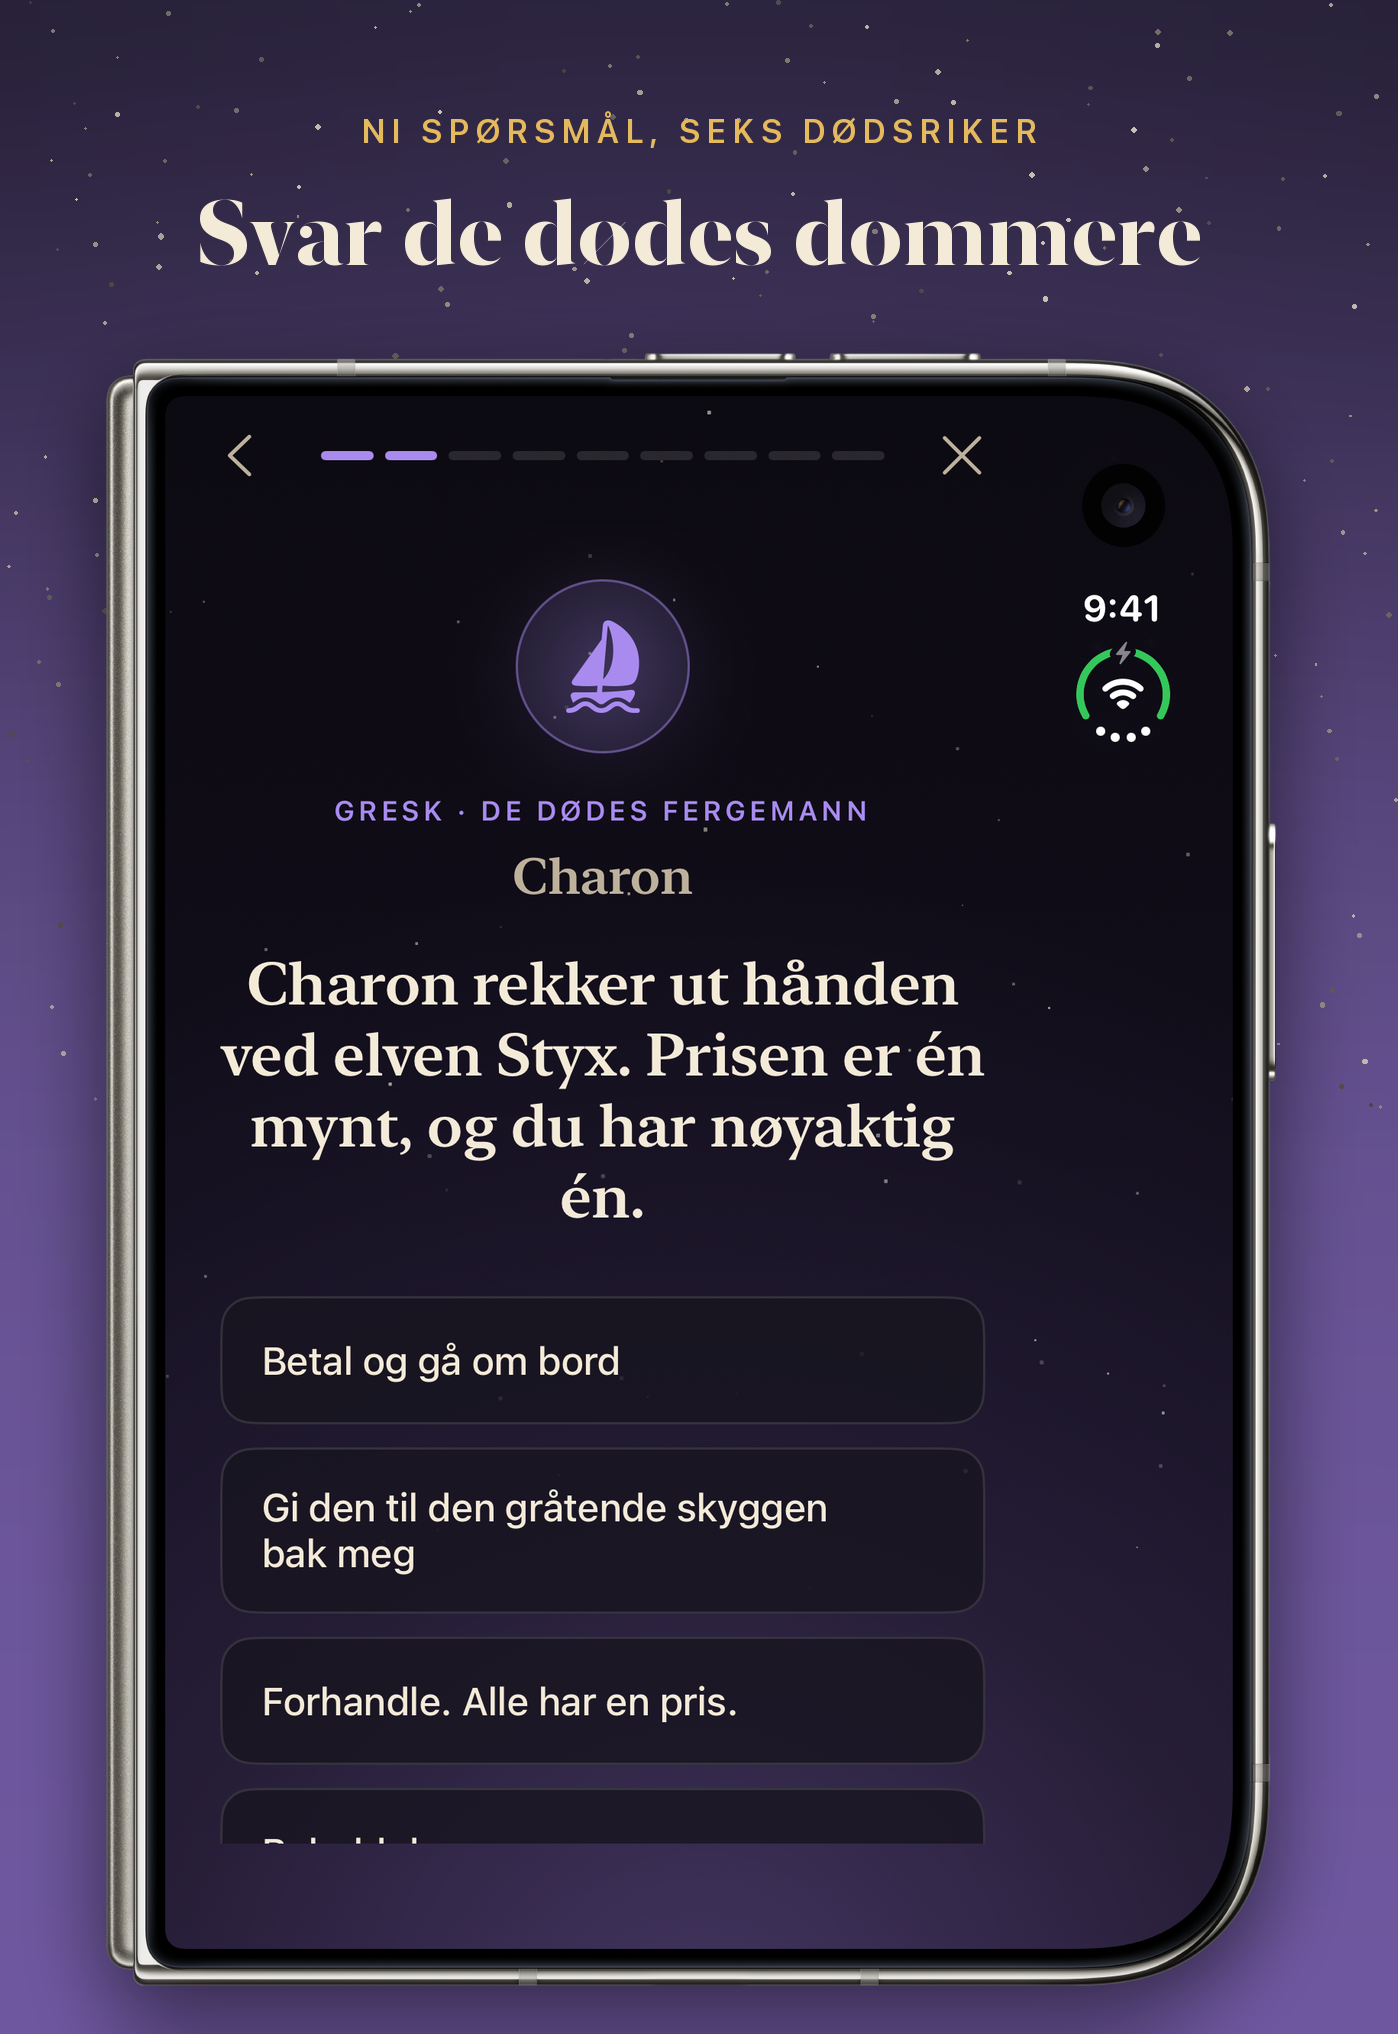 NI SPØRSMÅL, SEKS DØDSRIKER
Svar de dødes dommere
9:41
GRESK · DE DØDES FERGEMANN
Charon
Charon rekker ut hånden
ved elven Styx. Prisen er én
mynt, og du har nøyaktig
én.
Betal og gå om bord
Gi den til den gråtende skyggen
bak meg
Forhandle. Alle har en pris.